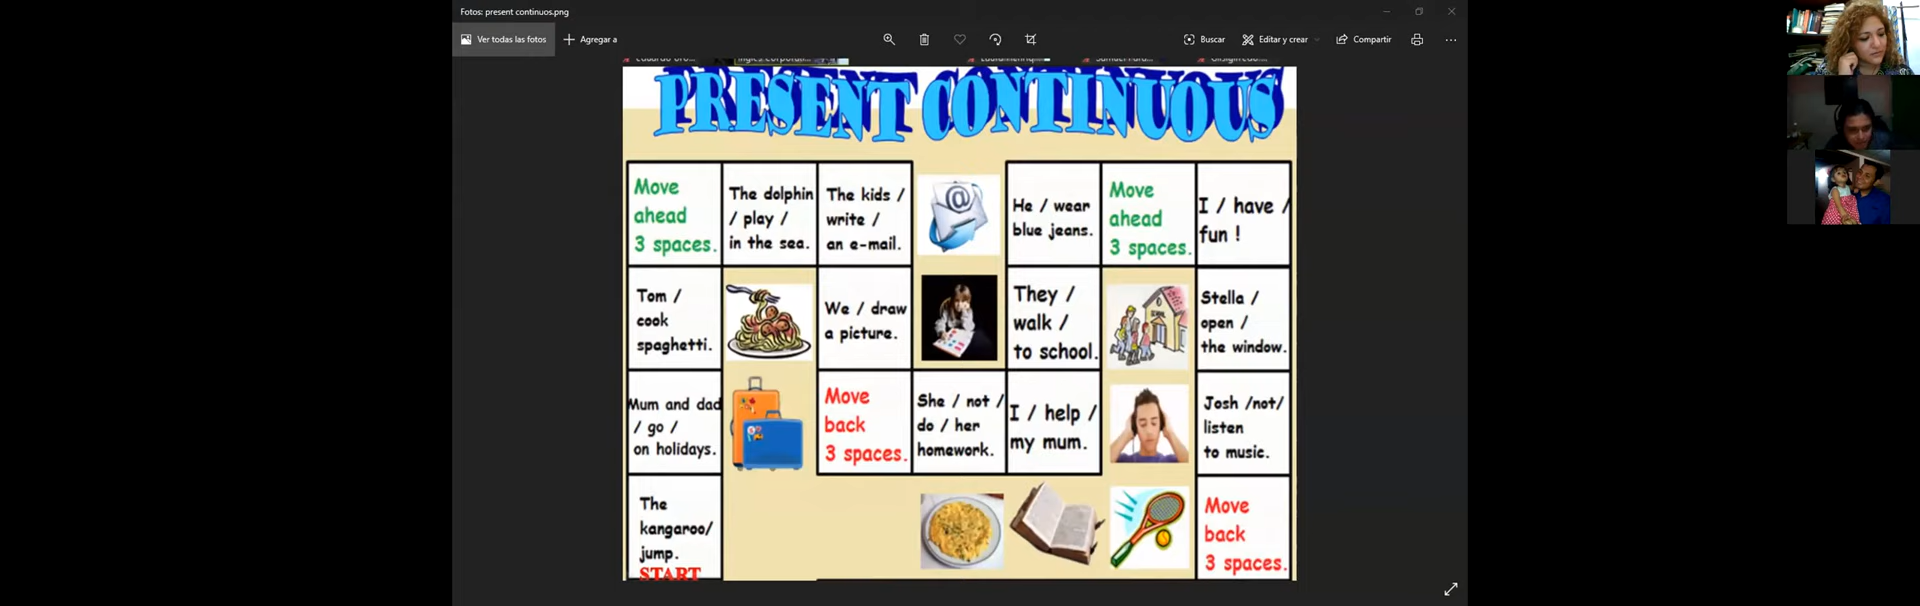 Fotos: present continuos.png
Ver todas las fotos
Agregar a
Buscar
Editar y crear
Compartir
PRESENT CONTINUOUS
Move
ahead
3 spaces.
The dolphin
/ play /
in the sea.
The kids /
write /
an e-mail.
He / wear
blue jeans.
Move
ahead
3 spaces.
I / have /
fun !
Tom /
cook
spaghetti.
We / draw
a picture.
They /
walk /
to school.
Stella /
open /
the window.
Mum and dad
/ go /
on holidays.
Move
back
3 spaces.
She / not /
do / her
homework.
I / help /
my mum.
Josh /not/
listen
to music.
The
kangaroo/
jump.
START
Move
back
3 spaces.